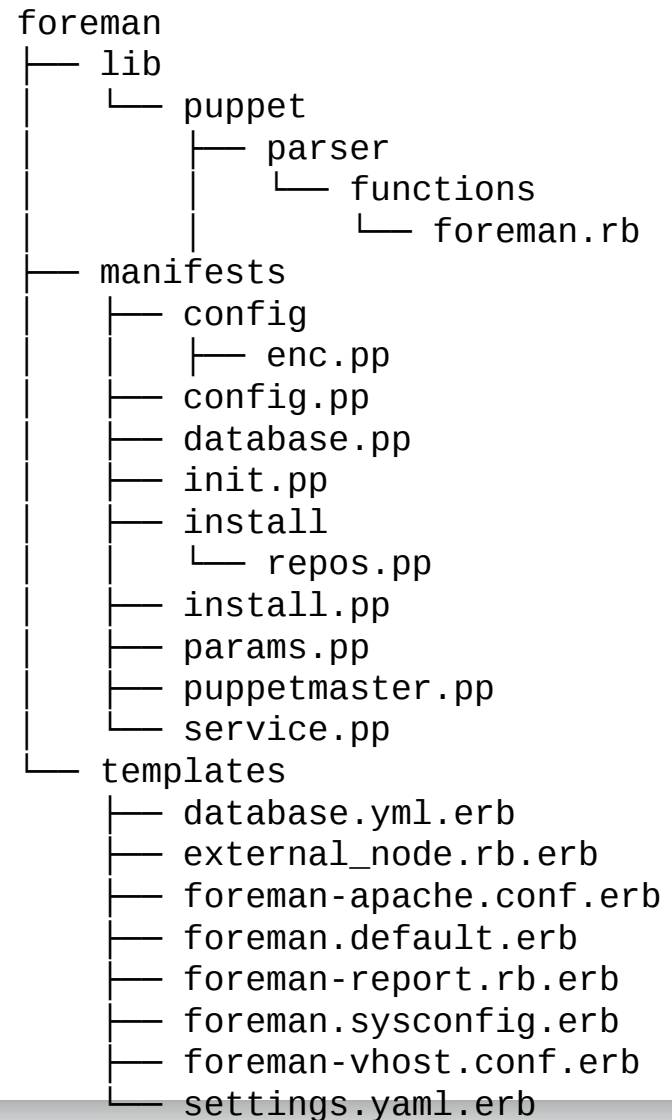 foreman
├── lib
│   └── puppet
│       ├── parser
│       │   └── functions
│       │       └── foreman.rb
├── manifests
│   ├── config
│   │   ├── enc.pp
│   ├── config.pp
│   ├── database.pp
│   ├── init.pp
│   ├── install
│   │   └── repos.pp
│   ├── install.pp
│   ├── params.pp
│   ├── puppetmaster.pp
│   └── service.pp
└── templates
    ├── database.yml.erb
    ├── external_node.rb.erb
    ├── foreman-apache.conf.erb
    ├── foreman.default.erb
    ├── foreman-report.rb.erb
    ├── foreman.sysconfig.erb
    ├── foreman-vhost.conf.erb
    └── settings.yaml.erb